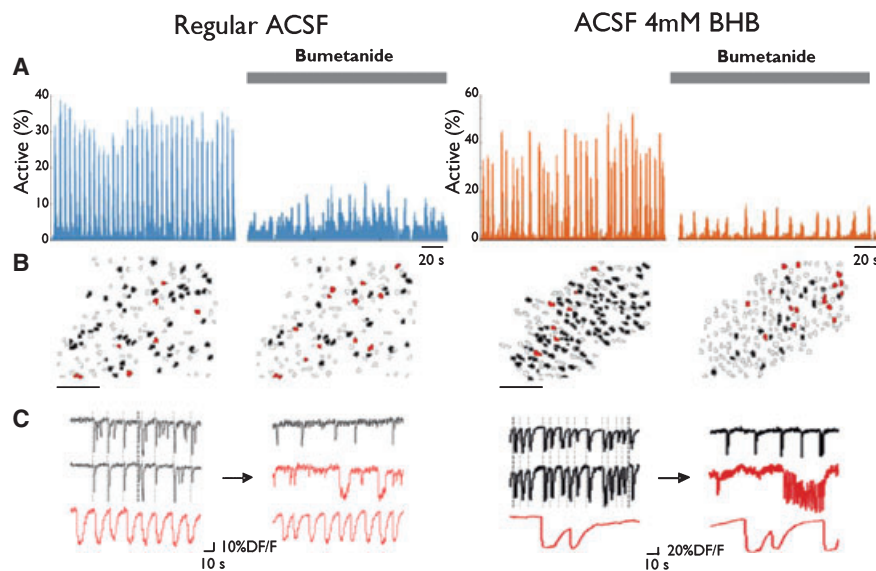 Regular ACSF
ACSF 4mM BHB
A
Bumetanide
Bumetanide
Active (%)
40
30
20
10
0
20 s
Active (%)
60
40
20
0
20 s
B
C
10%DF/F
10 s
20%DF/F
10 s